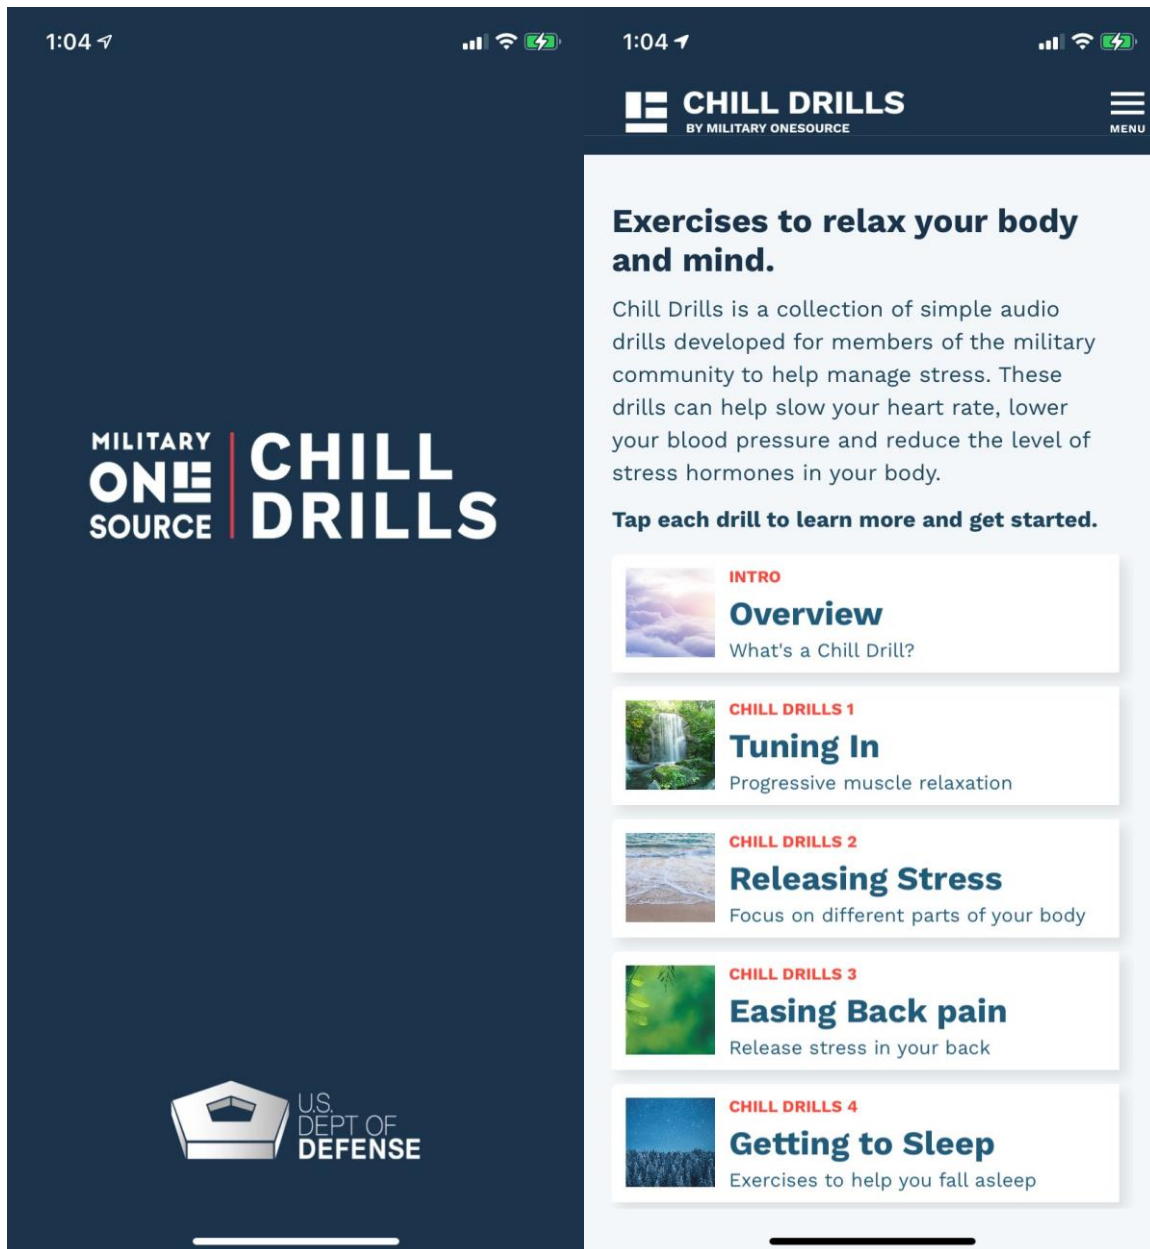 1:04
MILITARY
ONE
SOURCE
CHILL
DRILLS
U.S.
DEPT OF
DEFENSE
1:04
CHILL DRILLS
BY MILITARY ONESOURCE
MENU
Exercises to relax your body
and mind.
Chill Drills is a collection of simple audio
drills developed for members of the military
community to help manage stress. These
drills can help slow your heart rate, lower
your blood pressure and reduce the level of
stress hormones in your body.
Tap each drill to learn more and get started.
INTRO
Overview
What's a Chill Drill?
CHILL DRILLS 1
Tuning In
Progressive muscle relaxation
CHILL DRILLS 2
Releasing Stress
Focus on different parts of your body
CHILL DRILLS 3
Easing Back pain
Release stress in your back
CHILL DRILLS 4
Getting to Sleep
Exercises to help you fall asleep